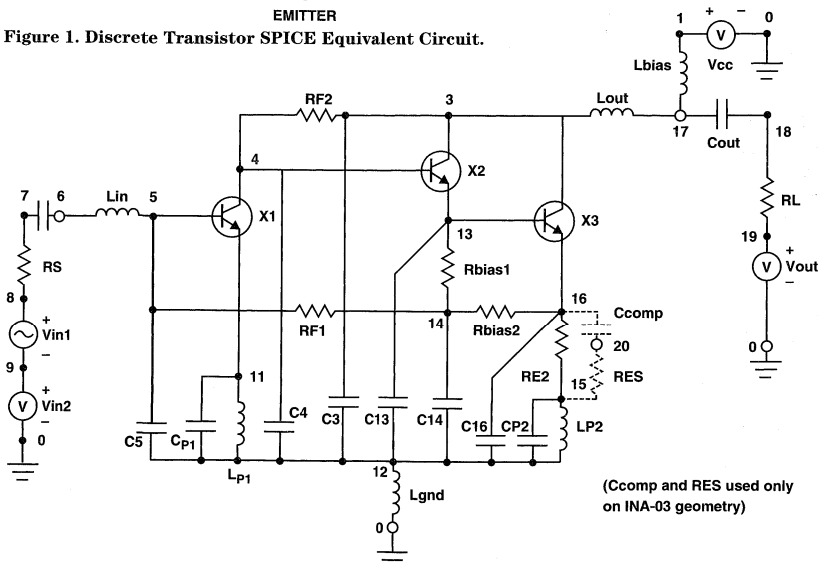 EMITTER
Figure 1. Discrete Transistor SPICE Equivalent Circuit.
1 + − 0
V
Lbias Vcc
RF2 3 Lout
17 Cout 18
4 X2
7 6 Lin 5 X1 X3 RL
13
19 +
RS Rbias1 V Vout
−
8 16 Ccomp
+ RF1 14 Rbias2
Vin1 20 0
− RE2 15 RES
9 11
+
V Vin2 C4 C3 C13 C14 C16 CP2 LP2
− C5 CP1
0
LP1 12
Lgnd (Ccomp and RES used only
0 on INA-03 geometry)